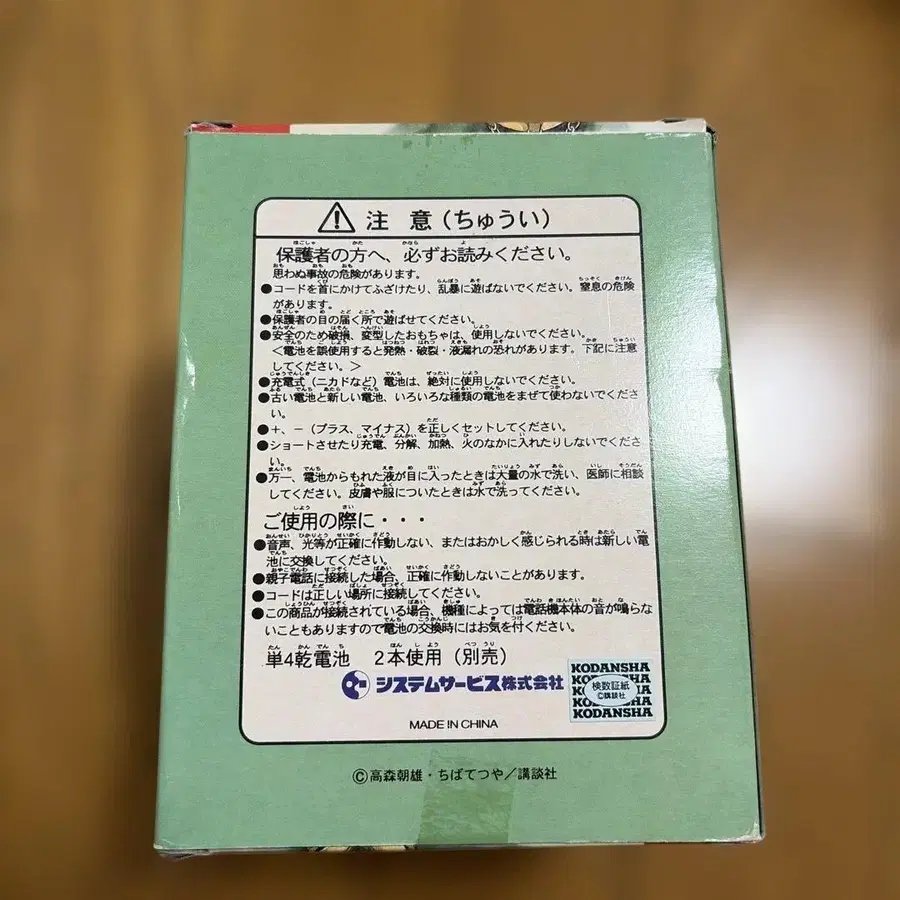 注意(ちゅうい)
保護者の方へ、必ずお読みください。
思わぬ事故の危険があります。
●コードを首にかけてふざけたり、乱暴に遊ばないでください。窒息の危険
があります。
●保護者の目の届く所で遊ばせてください。
●安全のため破損、変型したおもちゃは、使用しないでください。
<電池を誤使用すると発熱・破裂・液漏れの恐れがあります。下記に注意
してください。>
●充電式(ニカドなど)電池は、絶対に使用しないでください。
●古い電池と新しい電池、いろいろな種類の電池をまぜて使わないでくださ
い。
●+、-(プラス、マイナス)を正しくセットしてください。
●ショートさせたり充電、分解、加熱、火のなかに入れたりしないでくださ
い。
●万一、電池からもれた液が目に入ったときは大量の水で洗い、医師に相談
してください。皮膚や服についたときは水で洗ってください。
ご使用の際に・・・
●音声、光等が正確に作動しない、またはおかしく感じられる時は新しい電
池に交換してください。
●親子電話に接続した場合、正確に作動しないことがあります。
●コードは正しい場所に接続してください。
●この商品が接続されている場合、機種によっては電話機本体の音が鳴らな
いこともありますので電池の交換時にはお気を付ください。
単4乾電池 2本使用(別売)
システムサービス株式会社
KODANSHA
検数証紙
©講談社
KODANSHA
MADE IN CHINA
©高森朝雄・ちばてつや/講談社